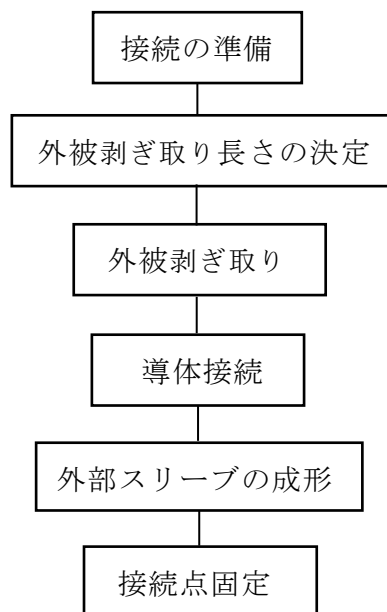 接続の準備
外被剥ぎ取り長さの決定
外被剥ぎ取り
導体接続
外部スリーブの成形
接続点固定